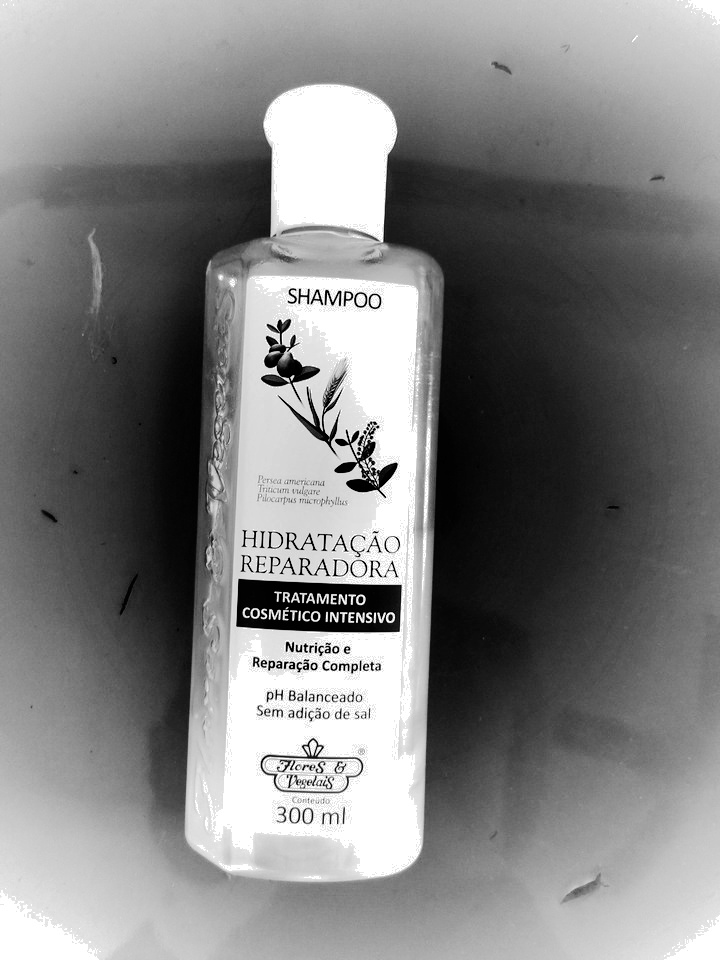 SHAMPOO
Persea americana
Triticum vulgare
Pilocarpus microphyllus
HIDRATAÇÃO
REPARADORA
TRATAMENTO
COSMÉTICO INTENSIVO
Nutrição e
Reparação Completa
pH Balanceado
Sem adição de sal
Flores &
Vegetais
®
Conteúdo
300 ml